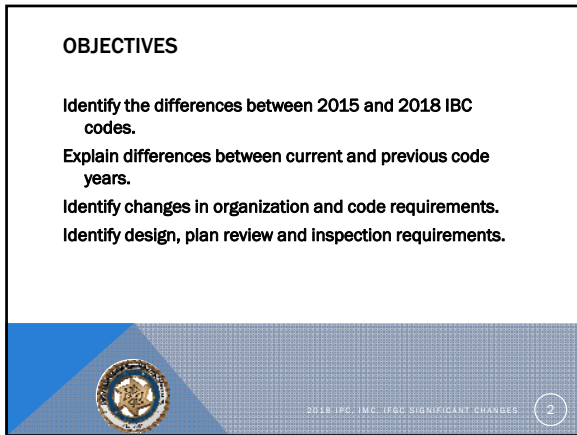 OBJECTIVES
Identify the differences between 2015 and 2018 IBC
codes.
Explain differences between current and previous code
years.
Identify changes in organization and code requirements.
Identify design, plan review and inspection requirements.
2018 IPC, IMC, IFGC SIGNIFICANT CHANGES
2